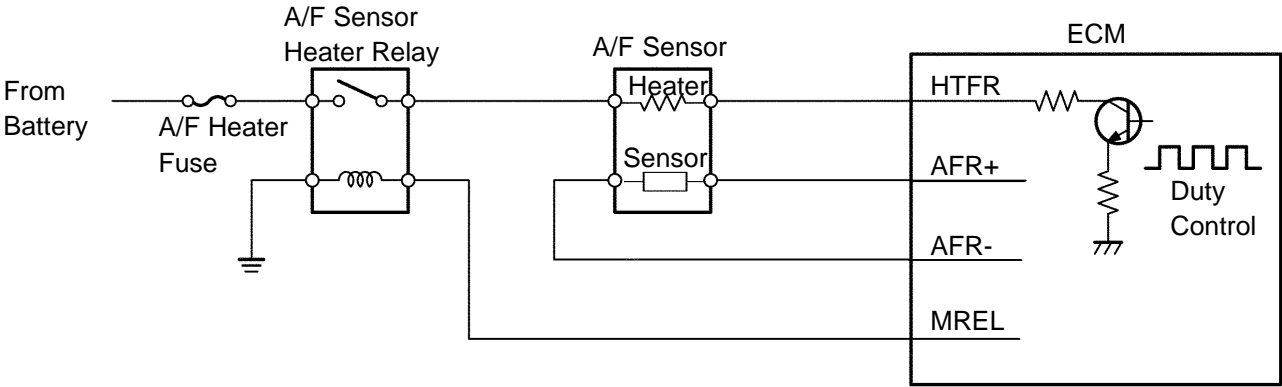 A/F Sensor
Heater Relay
A/F Sensor
ECM
From
Battery
A/F Heater
Fuse
Heater
Sensor
HTFR
AFR+
AFR-
MREL
Duty
Control